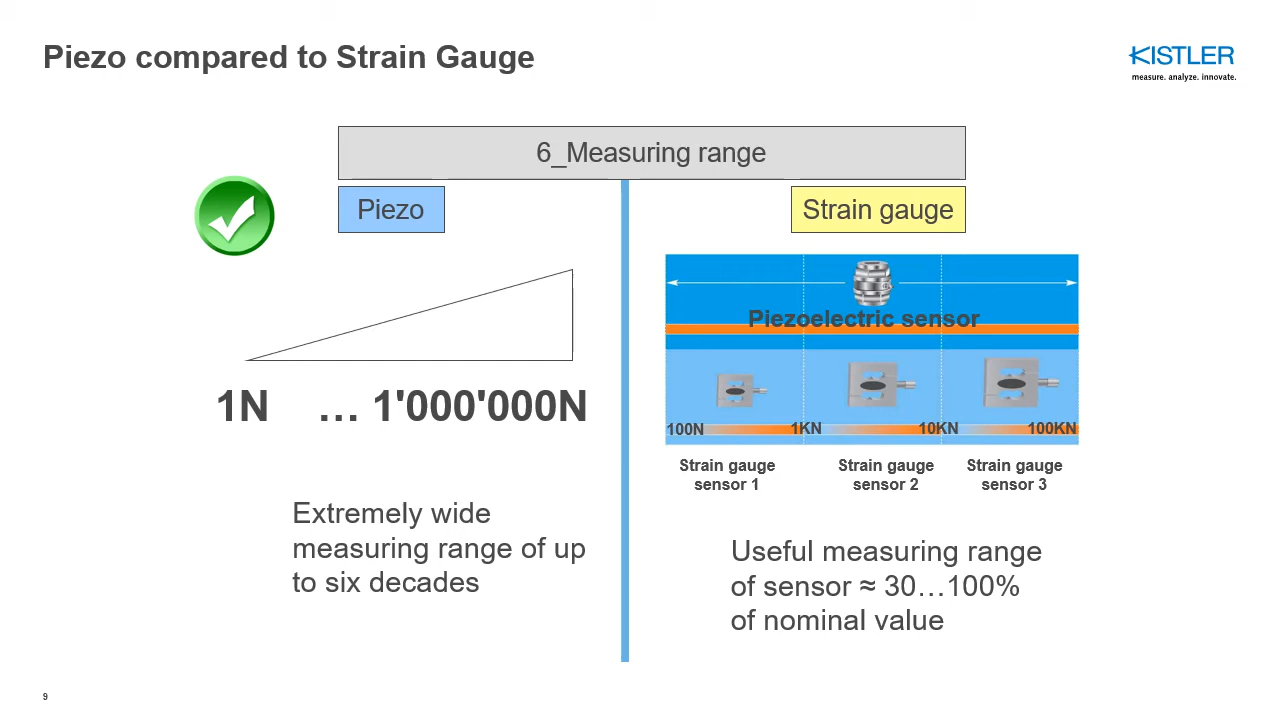 Piezo compared to Strain Gauge
KISTLER
measure. analyze. innovate.
6_Measuring range
Piezo
Strain gauge
1N … 1'000'000N
Extremely wide
measuring range of up
to six decades
Piezoelectric sensor
100N 1KN 10KN 100KN
Strain gauge
sensor 1
Strain gauge
sensor 2
Strain gauge
sensor 3
Useful measuring range
of sensor ≈ 30…100%
of nominal value
9